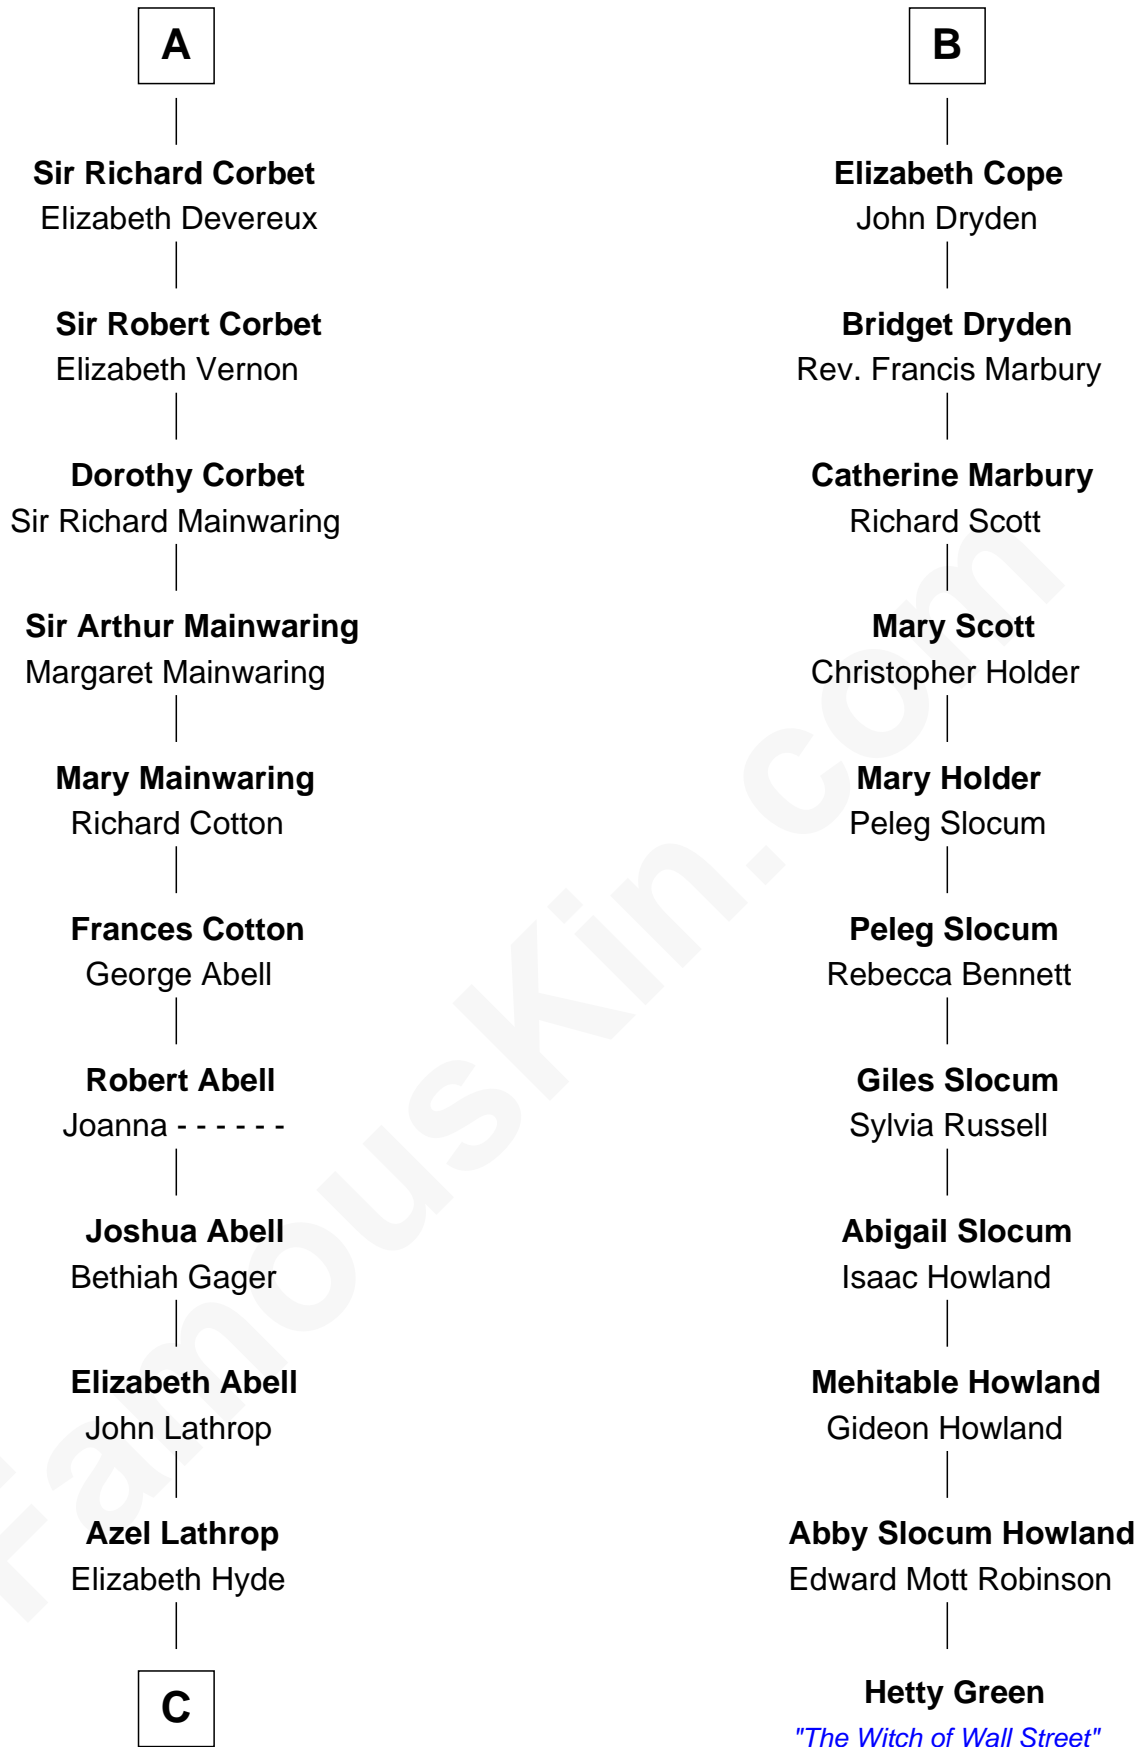 A
Sir Richard Corbet
Elizabeth Devereux
Sir Robert Corbet
Elizabeth Vernon
Dorothy Corbet
Sir Richard Mainwaring
Sir Arthur Mainwaring
Margaret Mainwaring
Mary Mainwaring
Richard Cotton
Frances Cotton
George Abell
Robert Abell
Joanna - - - - - -
Joshua Abell
Bethiah Gager
Elizabeth Abell
John Lathrop
Azel Lathrop
Elizabeth Hyde
C
B
Elizabeth Cope
John Dryden
Bridget Dryden
Rev. Francis Marbury
Catherine Marbury
Richard Scott
Mary Scott
Christopher Holder
Mary Holder
Peleg Slocum
Peleg Slocum
Rebecca Bennett
Giles Slocum
Sylvia Russell
Abigail Slocum
Isaac Howland
Mehitable Howland
Gideon Howland
Abby Slocum Howland
Edward Mott Robinson
Hetty Green
"The Witch of Wall Street"
FamousKin.com